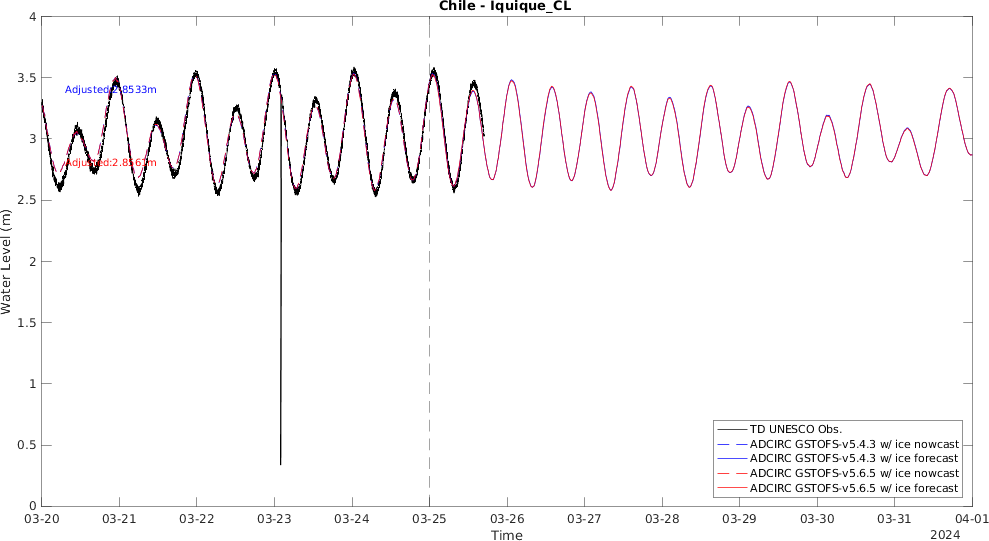 Chile - Iquique_CL
4
3.5
3
2.5
2
1.5
1
0.5
0
Water Level (m)
Adjusted:2.8533m
Adjusted:2.8561m
TD UNESCO Obs.
ADCIRC GSTOFS-v5.4.3 w/ ice nowcast
ADCIRC GSTOFS-v5.4.3 w/ ice forecast
ADCIRC GSTOFS-v5.6.5 w/ ice nowcast
ADCIRC GSTOFS-v5.6.5 w/ ice forecast
03-20 03-21 03-22 03-23 03-24 03-25 03-26 03-27 03-28 03-29 03-30 03-31 04-01
Time
2024